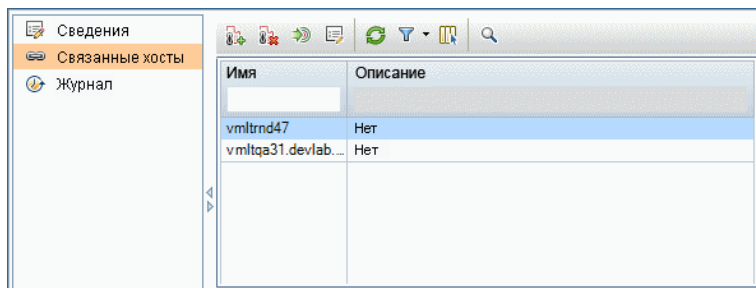 Сведения
Связанные хосты
Журнал
Имя Описание
vmltrnd47 Нет
vmltqa31.devlab.... Нет